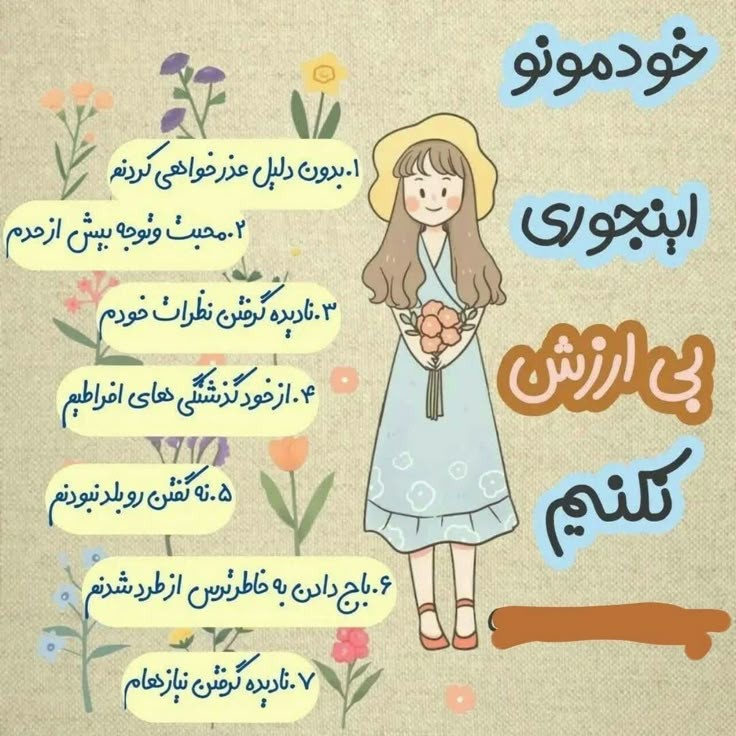 خودمونو
اینجوری
بی ارزش
نکنیم
۱.بدون دلیل عذرخواهی کردنم
۲.محبت وتوجه بیش ازحدم
۳.نادیده گرفتن نظرات خودم
۴.ازخودگذشتگی های افراطیم
۵.نه گفتن روبلدنبودنم
۶.باج دادن به خاطرترس ازطردشدنم
۷.نادیده گرفتن نیازهام